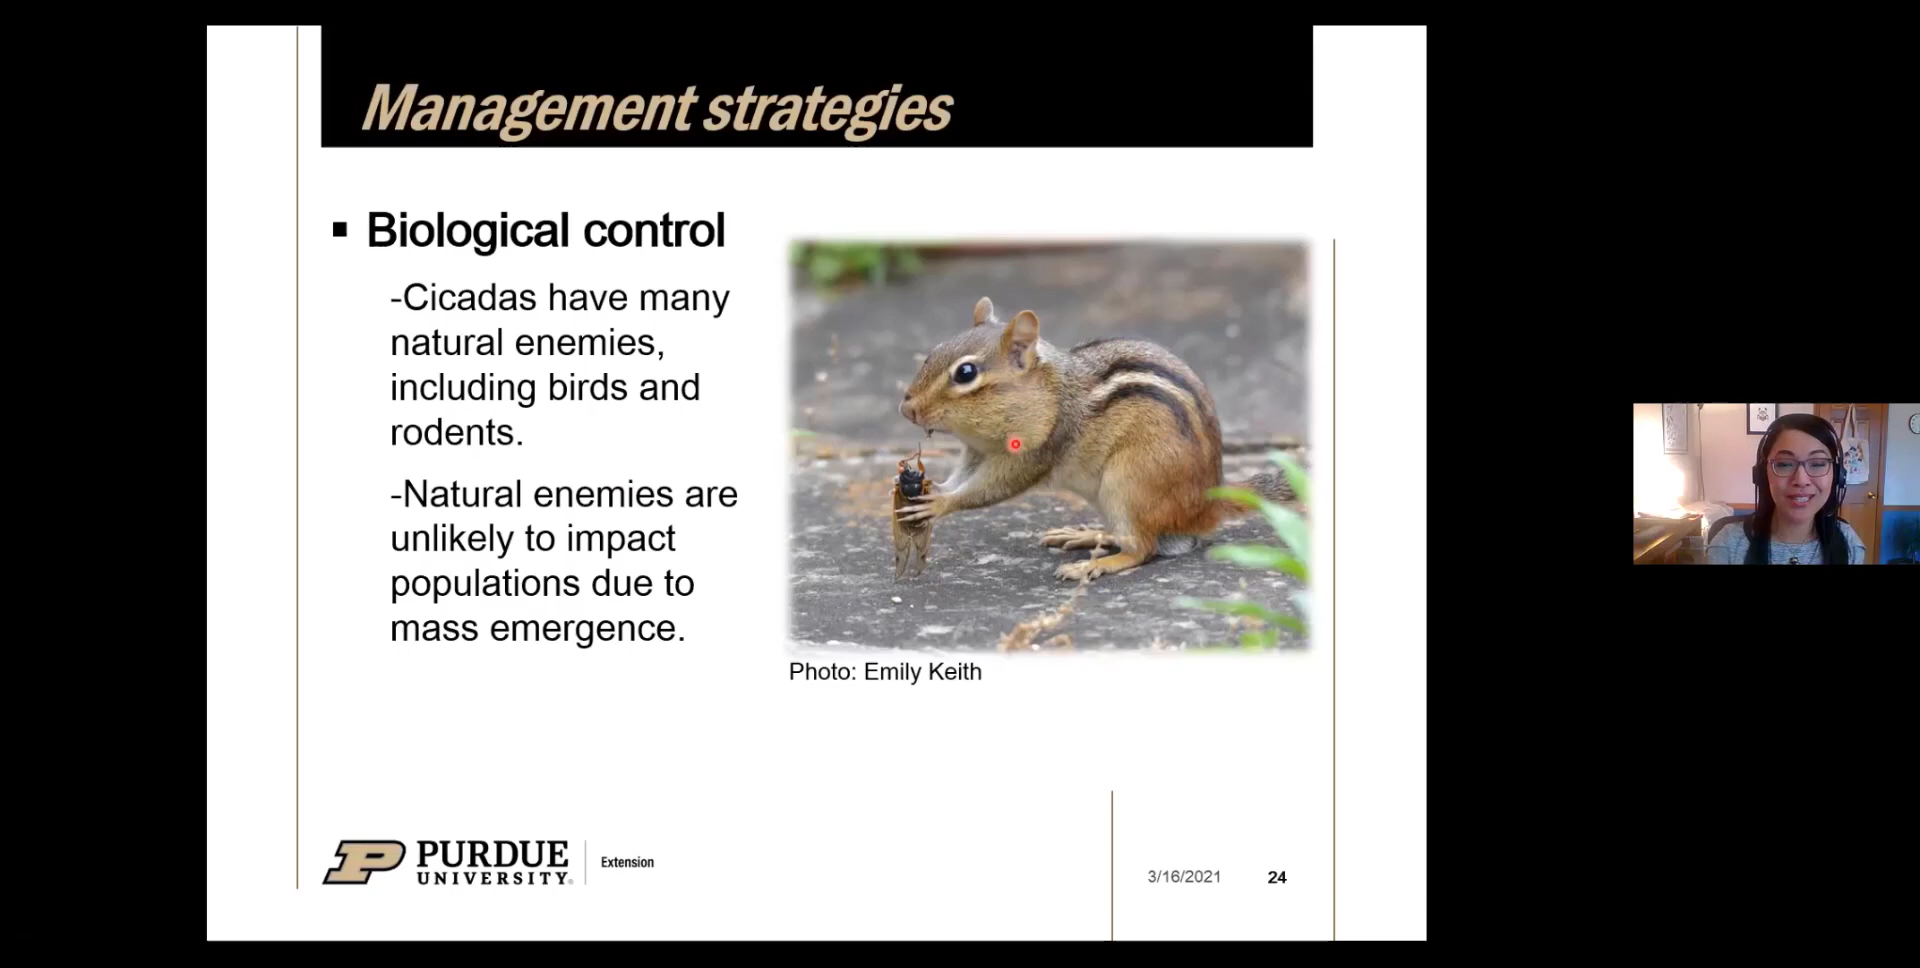 Management strategies
▪ Biological control
-Cicadas have many
natural enemies,
including birds and
rodents.
-Natural enemies are
unlikely to impact
populations due to
mass emergence.
Photo: Emily Keith
P PURDUE
UNIVERSITY®
Extension
3/16/2021 24